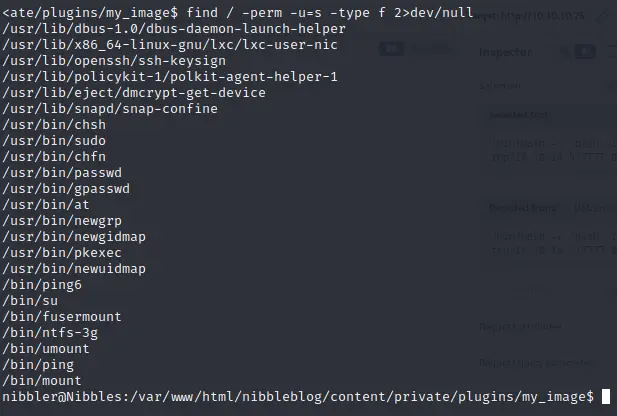 <ate/plugins/my_image$ find / -perm -u=s -type f 2>dev/null
/usr/lib/dbus-1.0/dbus-daemon-launch-helper
/usr/lib/x86_64-linux-gnu/lxc/lxc-user-nic
/usr/lib/openssh/ssh-keysign
/usr/lib/policykit-1/polkit-agent-helper-1
/usr/lib/eject/dmcrypt-get-device
/usr/lib/snapd/snap-confine
/usr/bin/chsh
/usr/bin/sudo
/usr/bin/chfn
/usr/bin/passwd
/usr/bin/gpasswd
/usr/bin/at
/usr/bin/newgrp
/usr/bin/newgidmap
/usr/bin/pkexec
/usr/bin/newuidmap
/bin/ping6
/bin/su
/bin/fusermount
/bin/ntfs-3g
/bin/umount
/bin/ping
/bin/mount
nibbler@Nibbles:/var/www/html/nibbleblog/content/private/plugins/my_image$
Inspector